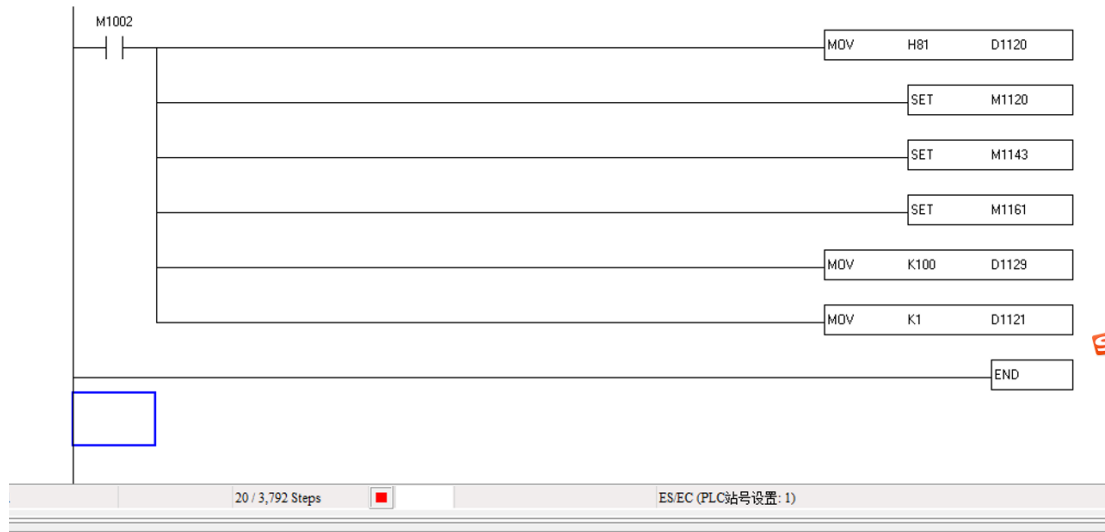 M1002
MOV H81 D1120
SET M1120
SET M1143
SET M1161
MOV K100 D1129
MOV K1 D1121
END
20 / 3,792 Steps ES/EC (PLC站号设置: 1)